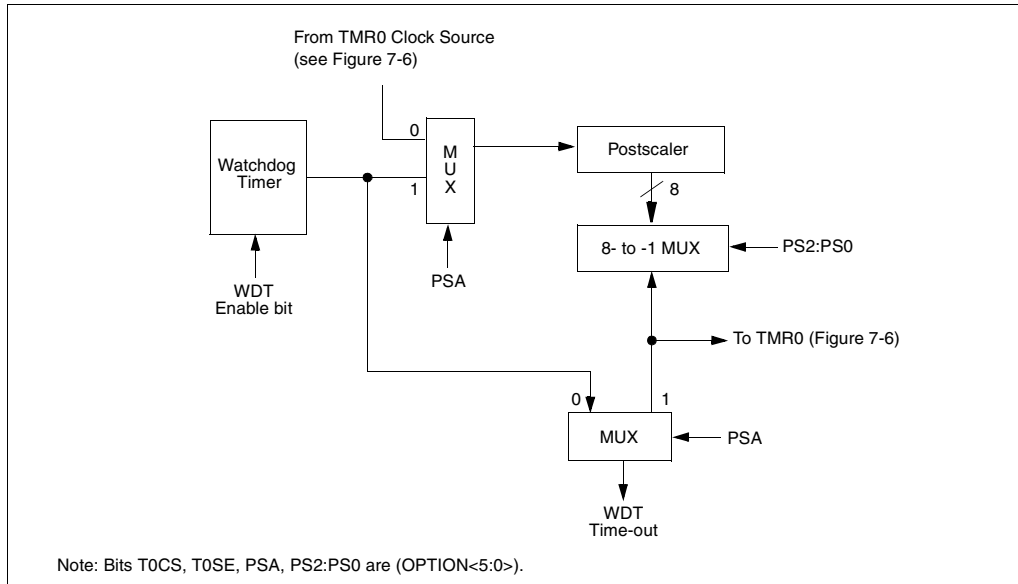 From TMR0 Clock Source
(see Figure 7-6)
0
M
U
X
1
Watchdog
Timer
Postscaler
8
8- to -1 MUX
PS2:PS0
PSA
WDT
Enable bit
To TMR0 (Figure 7-6)
0
1
MUX
PSA
WDT
Time-out
Note: Bits T0CS, T0SE, PSA, PS2:PS0 are (OPTION<5:0>).